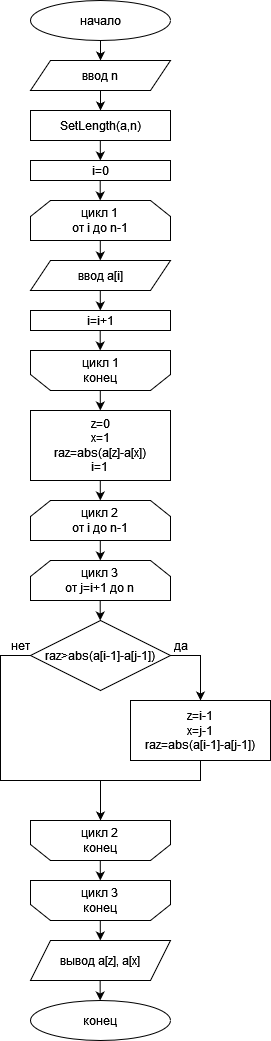 начало
ввод n
SetLength(a,n)
i=0
цикл 1
от i до n-1
ввод a[i]
i=i+1
цикл 1
конец
z=0
x=1
raz=abs(a[z]-a[x])
i=1
цикл 2
от i до n-1
цикл 3
от j=i+1 до n
нет
raz>abs(a[i-1]-a[j-1])
да
z=i-1
x=j-1
raz=abs(a[i-1]-a[j-1])
цикл 2
конец
цикл 3
конец
вывод a[z], a[x]
конец